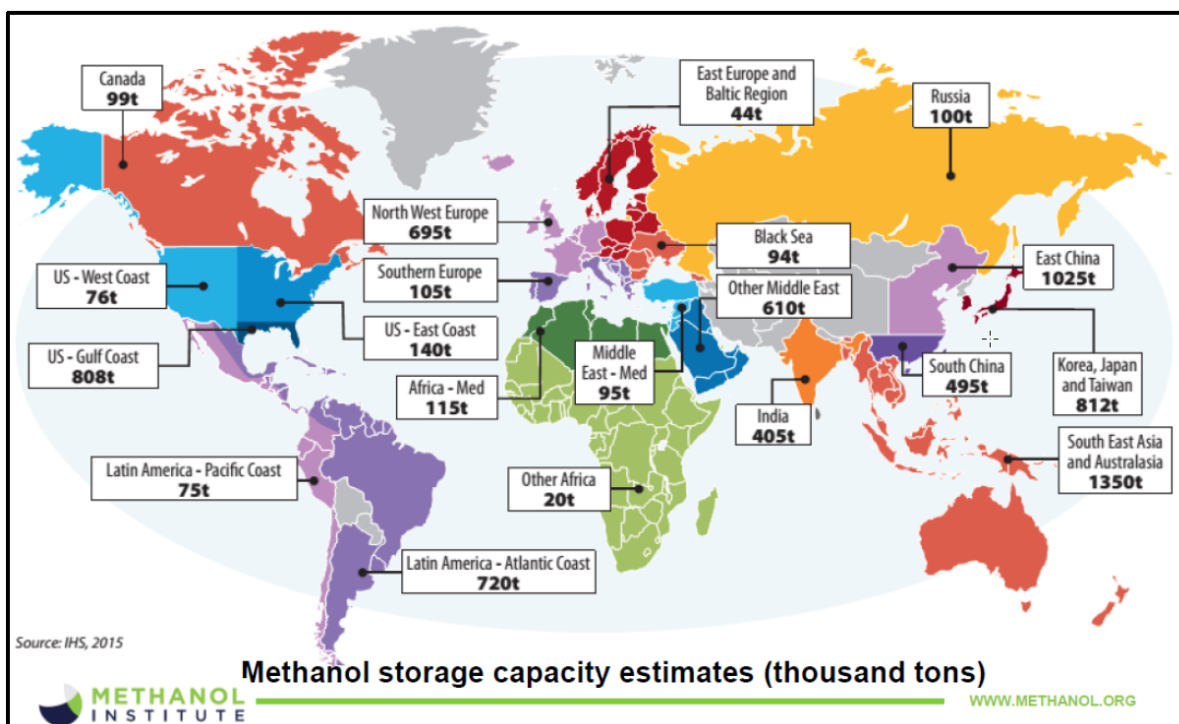 Canada
99t
East Europe and
Baltic Region
44t
Russia
100t
North West Europe
695t
Black Sea
94t
East China
1025t
US - West Coast
76t
Southern Europe
105t
Other Middle East
610t
US - East Coast
140t
US - Gulf Coast
808t
Africa - Med
115t
Middle
East - Med
95t
South China
495t
Korea, Japan
and Taiwan
812t
India
405t
South East Asia
and Australasia
1350t
Latin America - Pacific Coast
75t
Other Africa
20t
Latin America - Atlantic Coast
720t
Source: IHS, 2015
Methanol storage capacity estimates (thousand tons)
METHANOL
INSTITUTE
WWW.METHANOL.ORG